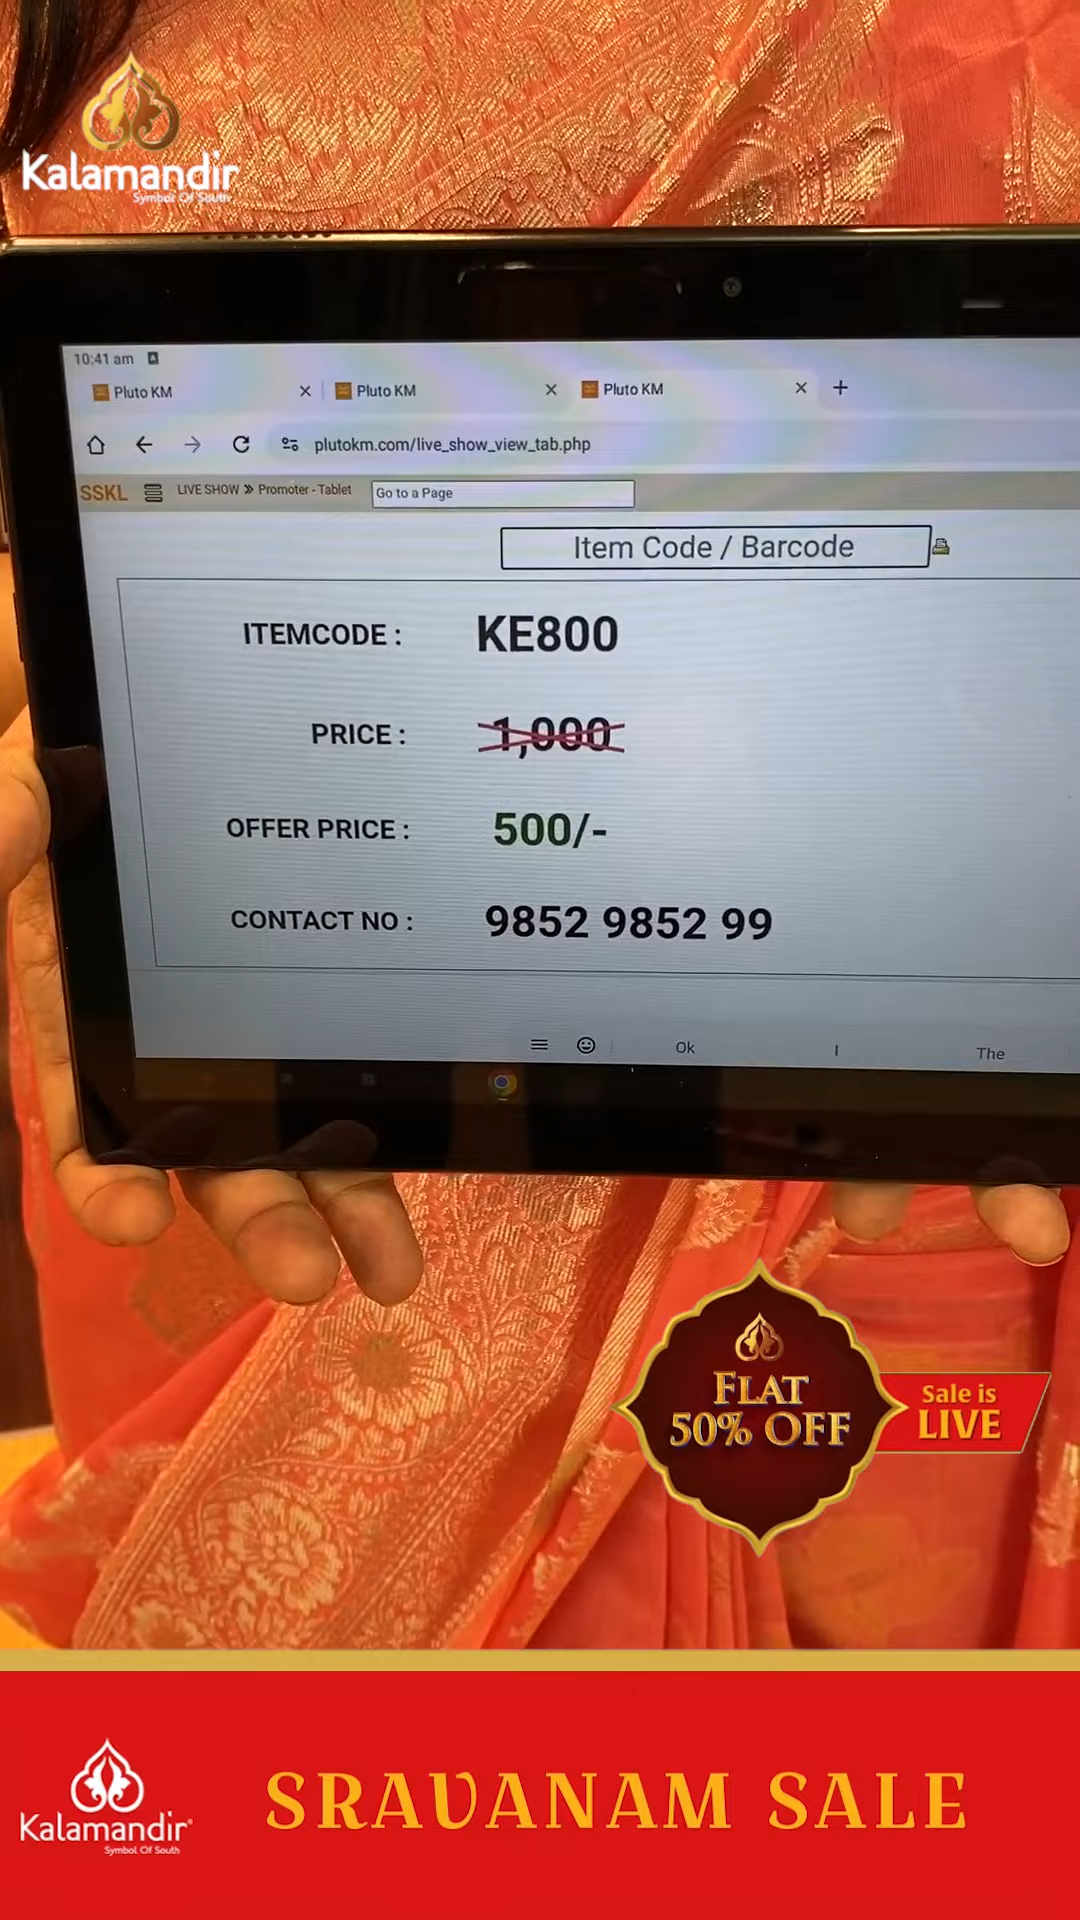 Kalamandir
Symbol Of South
10:41 am
Pluto KM
Pluto KM
Pluto KM
plutokm.com/live_show_view_tab.php
SSKL LIVE SHOW » Promoter - Tablet Go to a Page
Item Code / Barcode
ITEMCODE : KE800
PRICE : 1,000
OFFER PRICE : 500/-
CONTACT NO : 9852 9852 99
Ok I The
FLAT
50% OFF
Sale is
LIVE
Kalamandir
Symbol Of South
SRAVANAM SALE